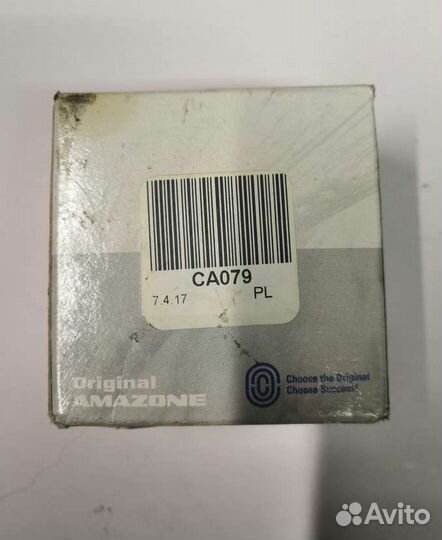 CA079
7.4.17 PL
Original
AMAZONE
Choose the Original
Choose Success!
Avito